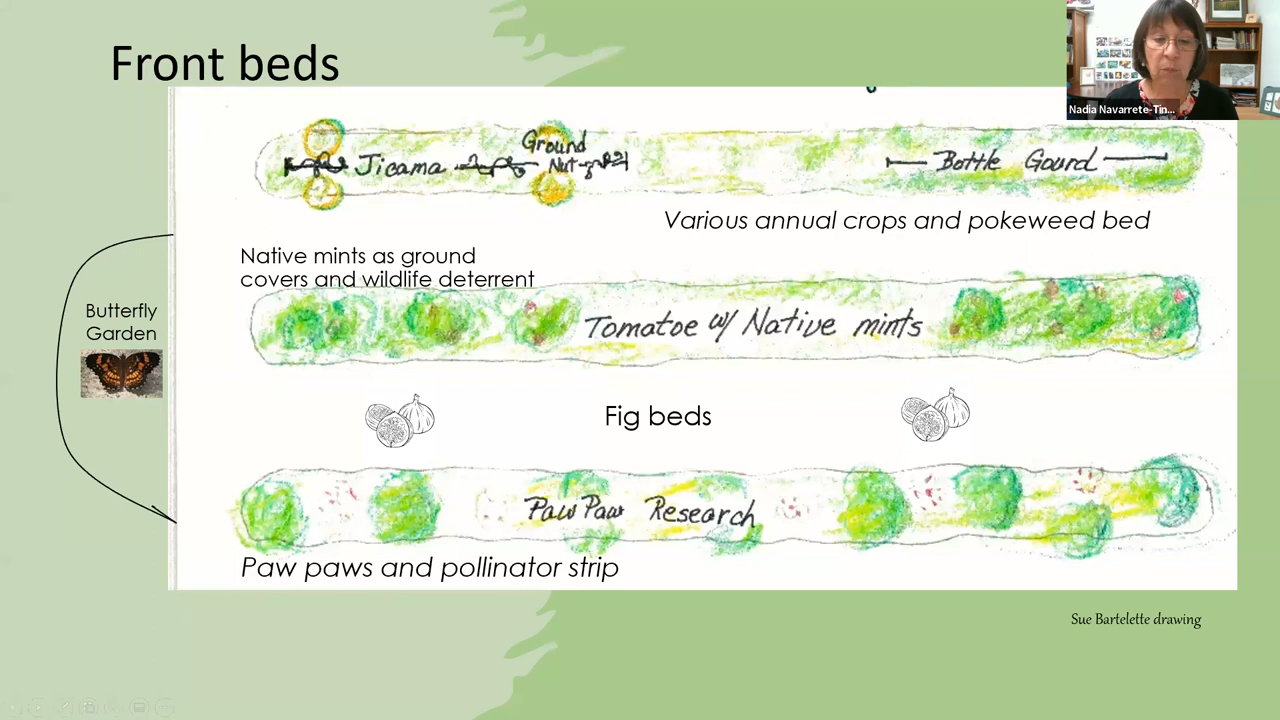 Front beds
Nadia Navarrete-Tin...
Jicama
Ground
Nut
Bottle Gourd
Various annual crops and pokeweed bed
Native mints as ground
covers and wildlife deterrent
Butterfly
Garden
Tomatoe w/ Native mints
Fig beds
PawPaw Research
Paw paws and pollinator strip
Sue Bartelette drawing